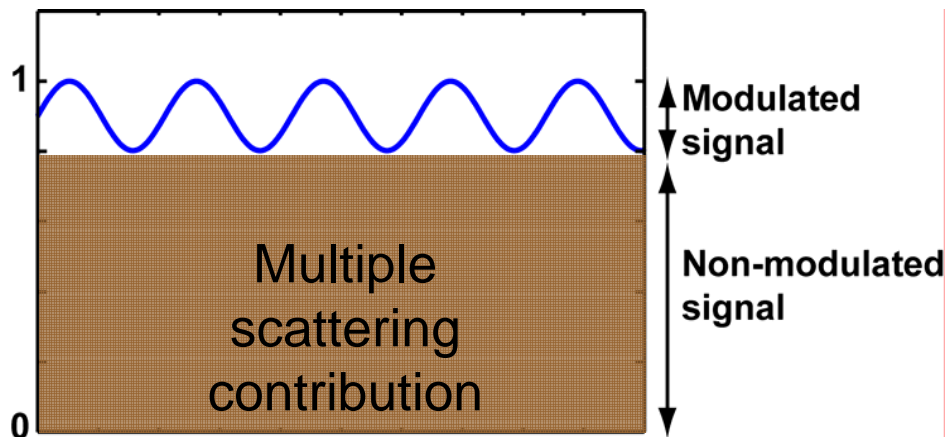 1
Modulated
signal
Multiple
scattering
contribution
Non-modulated
signal
0